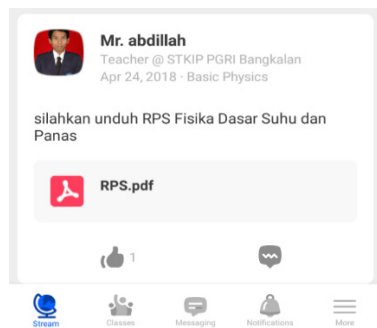 Mr. abdillah
Teacher @ STKIP PGRI Bangkalan
Apr 24, 2018 · Basic Physics
silahkan unduh RPS Fisika Dasar Suhu dan
Panas
RPS.pdf
1
Stream
Classes
Messaging
Notifications
More